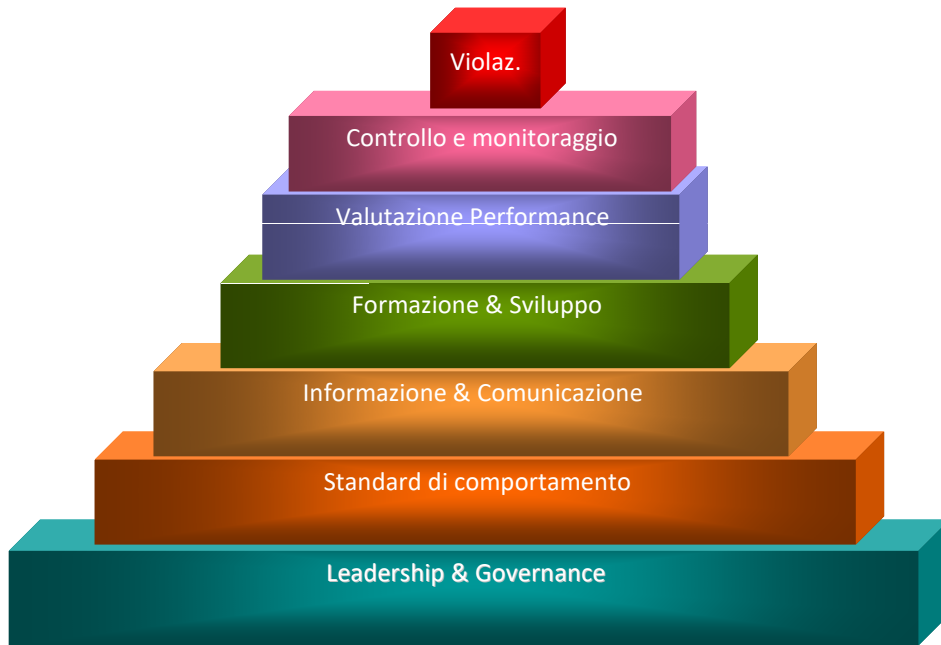 Violaz.
Controllo e monitoraggio
Valutazione Performance
Formazione & Sviluppo
Informazione & Comunicazione
Standard di comportamento
Leadership & Governance